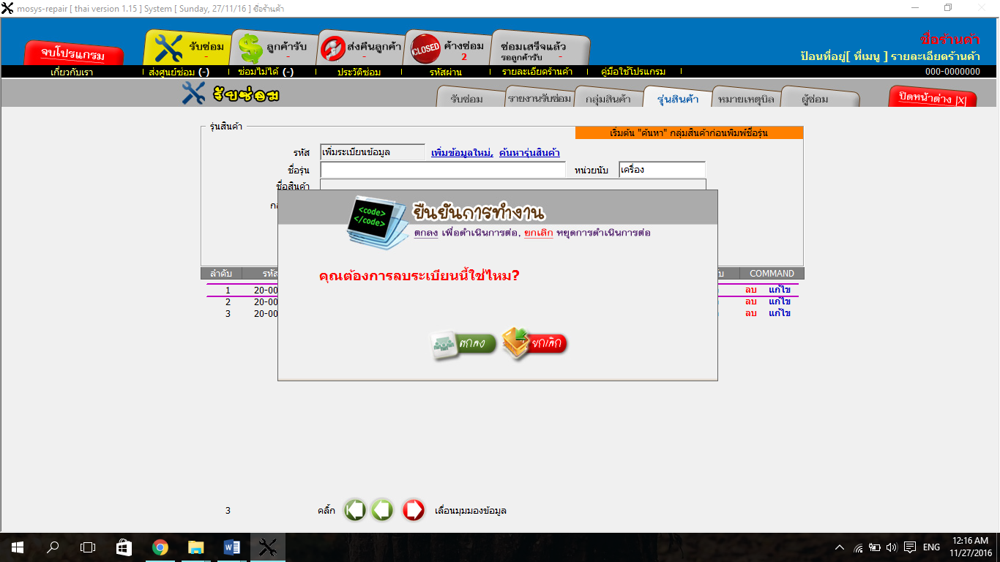 mosys-repair [ thai version 1.15 ] System [ Sunday, 27/11/16 ] ชื่อร้านค้า
จบโปรแกรม
รับซ่อม
-
ลูกค้ารับ
-
ส่งคืนลูกค้า
-
CLOSED
ค้างซ่อม
2
ซ่อมเสร็จแล้ว
รอลูกค้ารับ -
ชื่อร้านค้า
ป้อนที่อยู่[ ที่เมนู ] รายละเอียดร้านค้า
เกี่ยวกับเรา | ส่งศูนย์ซ่อม (-) | ซ่อมไม่ได้ (-) | ประวัติซ่อม | รหัสผ่าน | รายละเอียดร้านค้า | คู่มือใช้โปรแกรม | 000-0000000
รับซ่อม
รับซ่อม รายงานรับซ่อม กลุ่มสินค้า รุ่นสินค้า หมายเหตุบิล ผู้ซ่อม
ปิดหน้าต่าง |X|
รุ่นสินค้า
เริ่มต้น "ค้นหา" กลุ่มสินค้าก่อนพิมพ์ชื่อรุ่น
รหัส เพิ่มระเบียนข้อมูล เพิ่มข้อมูลใหม่, ค้นหารุ่นสินค้า
ชื่อรุ่น หน่วยนับ เครื่อง
ชื่อสินค้า
<code>
</code>
ยืนยันการทำงาน
ตกลง เพื่อดำเนินการต่อ, ยกเลิก หยุดการดำเนินการต่อ
คุณต้องการลบระเบียนนี้ใช่ไหม?
ตกลง ยกเลิก
ลำดับ COMMAND
1 20-00 ลบ แก้ไข
2 20-00 ลบ แก้ไข
3 20-00 ลบ แก้ไข
3 คลิ้ก เลื่อนมุมมองข้อมูล
ENG
12:16 AM
11/27/2016